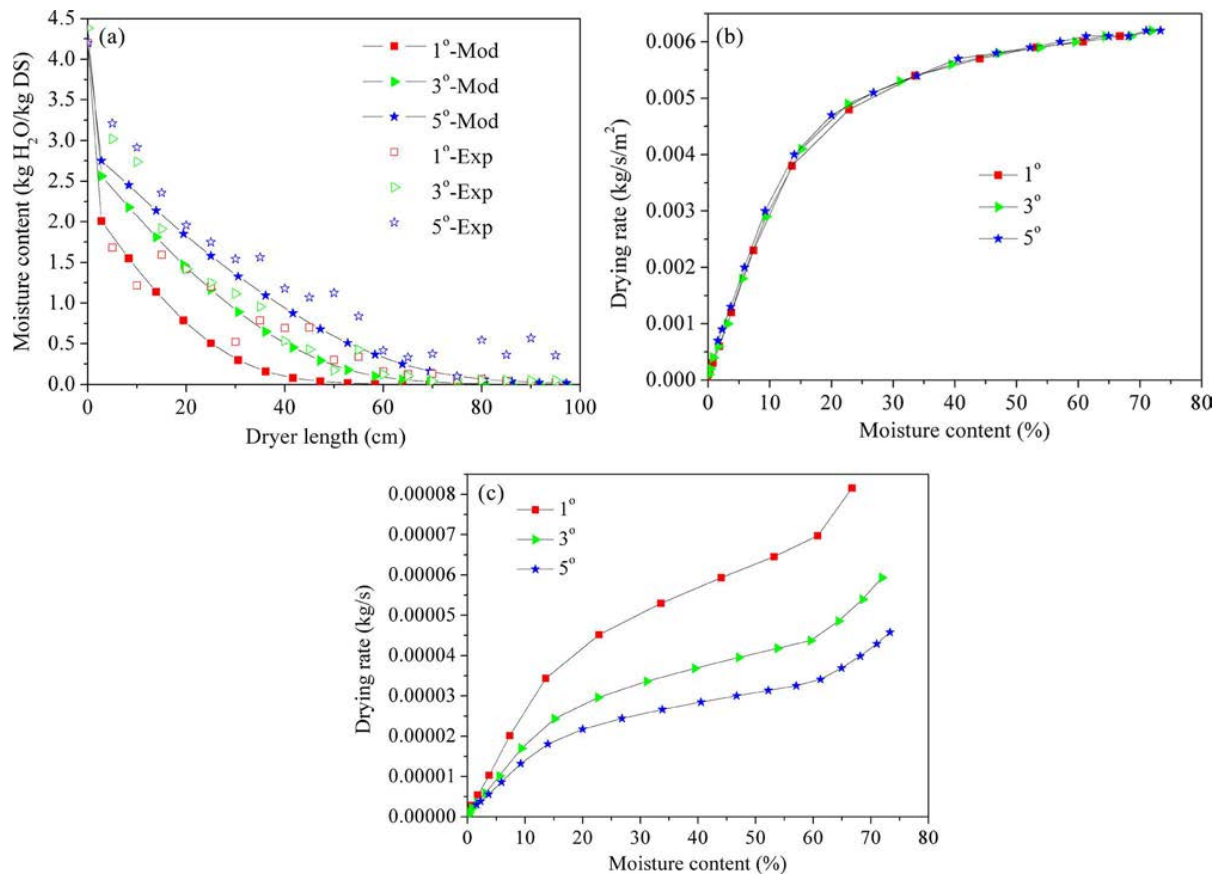 (a)
4.5
4.0
3.5
3.0
2.5
2.0
1.5
1.0
0.5
0.0
Moisture content (kg H₂O/kg DS)
1°-Mod
3°-Mod
5°-Mod
1°-Exp
3°-Exp
5°-Exp
0 20 40 60 80 100
Dryer length (cm)
(b)
0.006
0.005
0.004
0.003
0.002
0.001
0.000
Drying rate (kg/s/m²)
1°
3°
5°
0 10 20 30 40 50 60 70 80
Moisture content (%)
(c)
0.00008
0.00007
0.00006
0.00005
0.00004
0.00003
0.00002
0.00001
0.00000
Drying rate (kg/s)
1°
3°
5°
0 10 20 30 40 50 60 70 80
Moisture content (%)